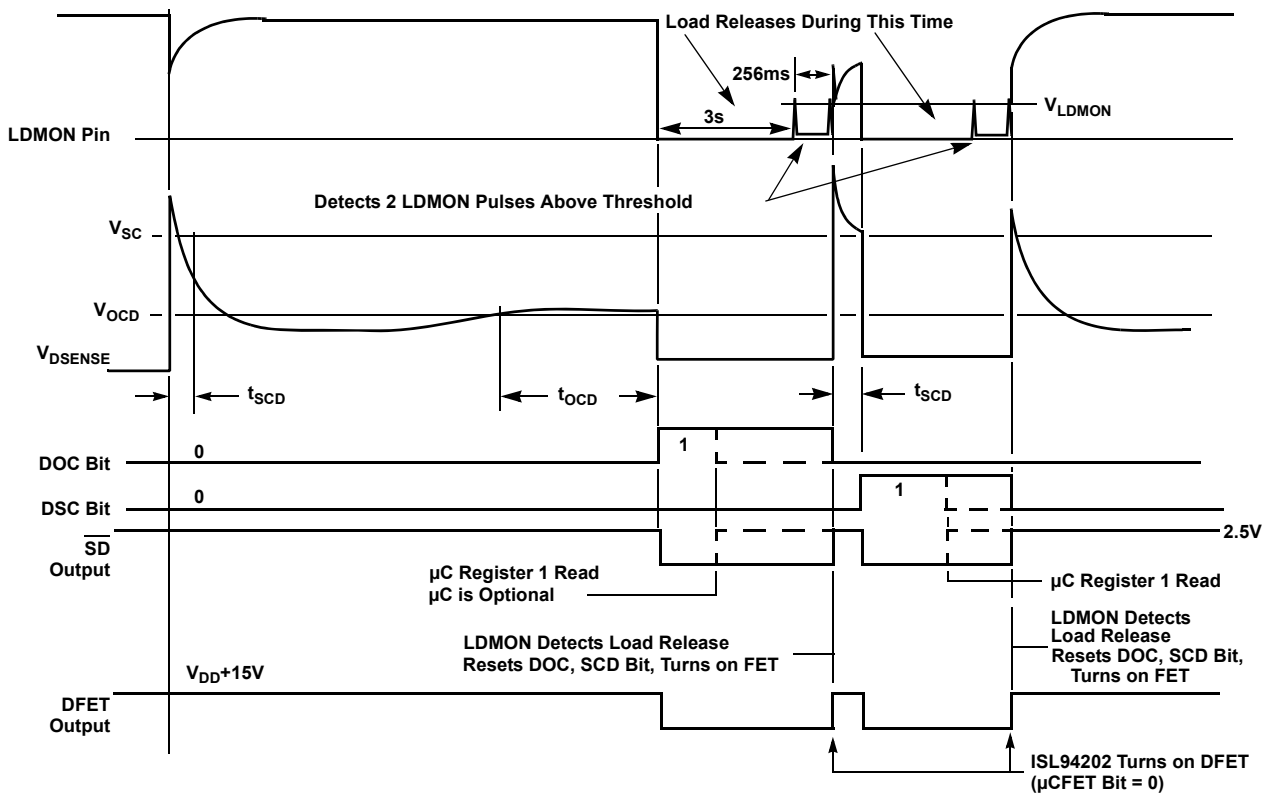 Load Releases During This Time
256ms
V_LDMON
3s
LDMON Pin
Detects 2 LDMON Pulses Above Threshold
V_SC
V_OCD
V_DSENSE
t_SCD
t_OCD
t_SCD
0
1
DOC Bit
0
1
DSC Bit
2.5V
SD
Output
µC Register 1 Read
µC is Optional
µC Register 1 Read
LDMON Detects Load Release
Resets DOC, SCD Bit, Turns on FET
LDMON Detects
Load Release
Resets DOC, SCD Bit,
Turns on FET
V_DD+15V
DFET
Output
ISL94202 Turns on DFET
(µCFET Bit = 0)